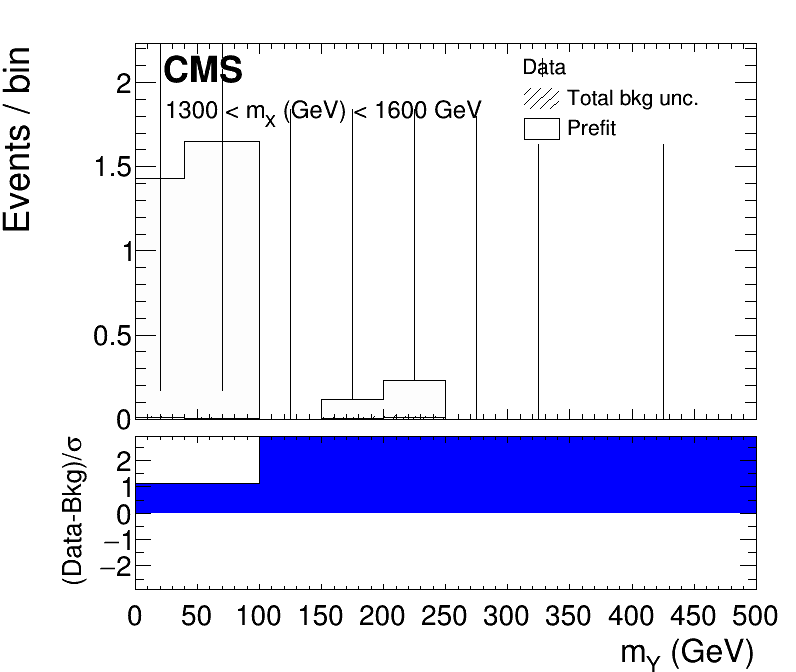 CMS
1300 < mX (GeV) < 1600 GeV
Data
Total bkg unc.
Prefit
Events / bin
2
1.5
1
0.5
0
(Data-Bkg)/σ
2
1
0
−1
−2
0 50 100 150 200 250 300 350 400 450 500
mY (GeV)